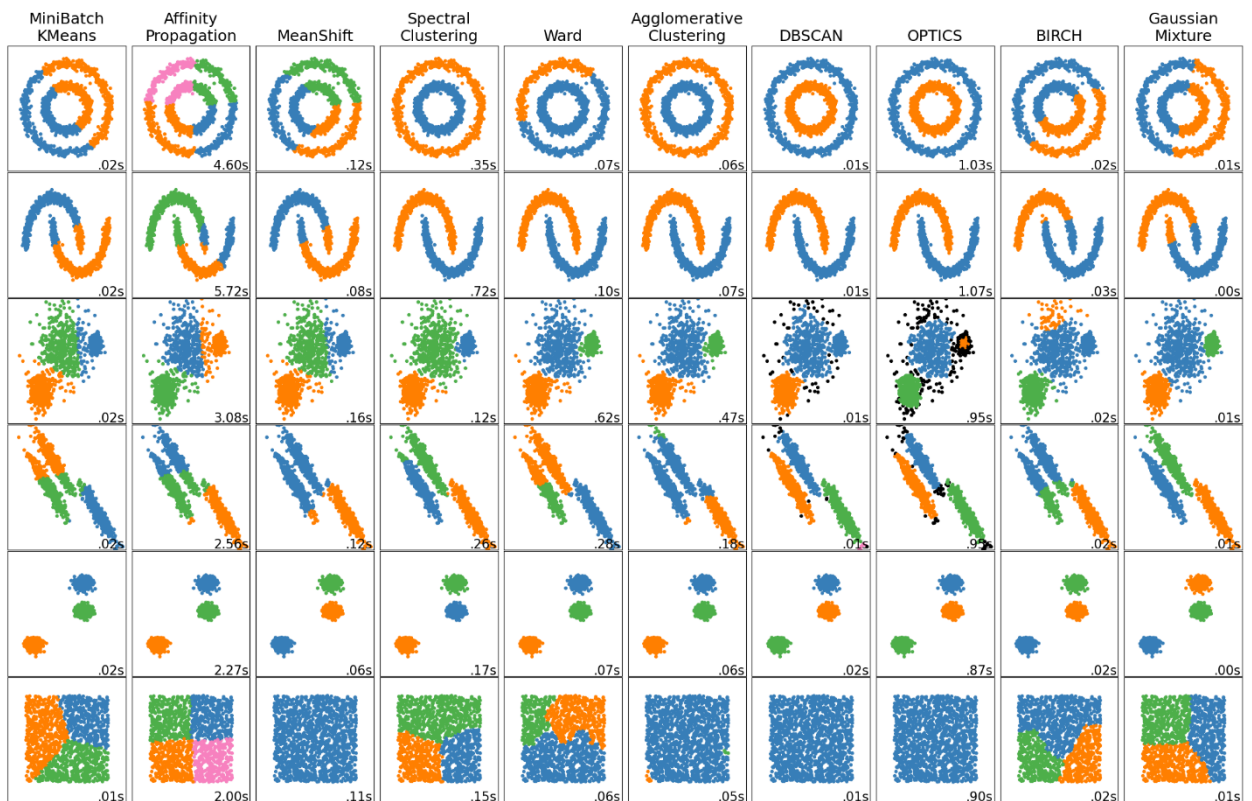 MiniBatch
KMeans
Affinity
Propagation
MeanShift
Spectral
Clustering
Ward
Agglomerative
Clustering
DBSCAN
OPTICS
BIRCH
Gaussian
Mixture
.02s
4.60s
.12s
.35s
.07s
.06s
.01s
1.03s
.02s
.01s
.02s
5.72s
.08s
.72s
.10s
.07s
.01s
1.07s
.03s
.00s
.02s
3.08s
.16s
.12s
.62s
.47s
.01s
.95s
.02s
.01s
.02s
2.56s
.12s
.26s
.28s
.18s
.01s
.02s
.01s
.02s
2.27s
.06s
.17s
.07s
.06s
.02s
.87s
.02s
.00s
.01s
2.00s
.11s
.15s
.06s
.05s
.01s
.90s
.02s
.01s